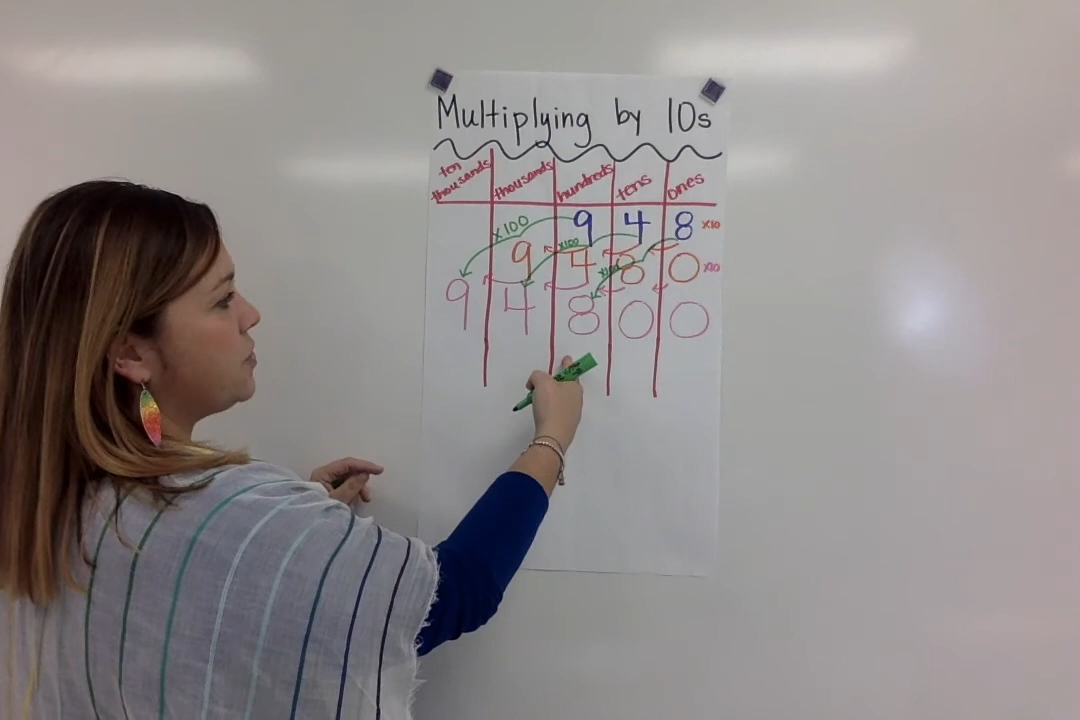 Multiplying by 10s
ten thousands thousands hundreds tens ones
x100 9 4 8 x10
9 x100 4 x100 8 0 x10
9 4 8 0 0